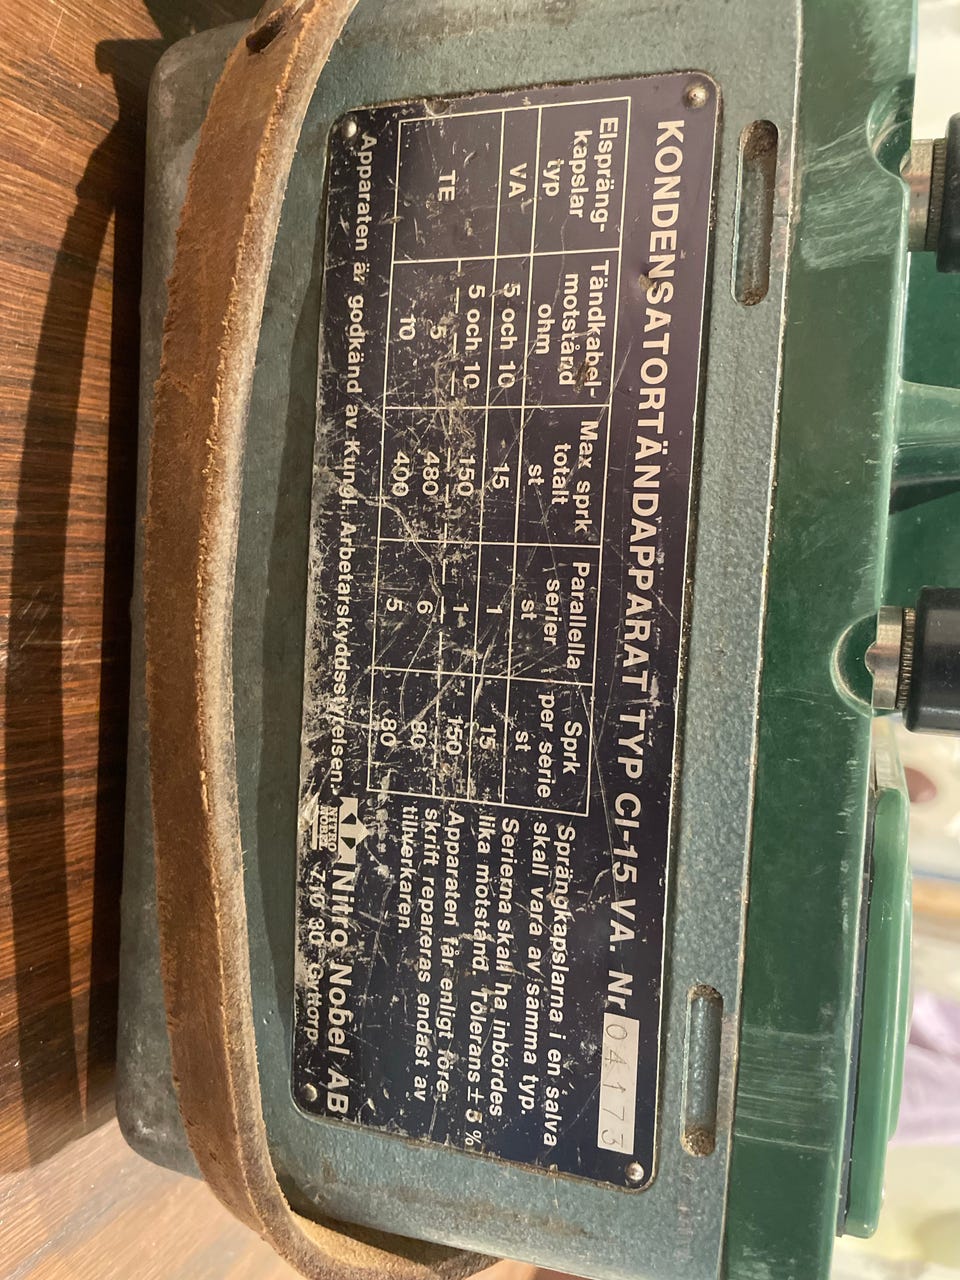 KONDENSATORTÄNDAPPARAT TYP CI-15 VA. Nr 04173
Elspräng-
kapslar
typ
Tändkabel-
motstånd
ohm
Max sprk
totalt
st
Parallella
serier
st
Sprk
per serie
st
VA 5 och 10 15 1 15
TE 5 och 10 150 1 150
5 480 6 80
10 400 5 80
Sprängkapslarna i en salva
skall vara av samma typ.
Serierna skall ha inbördes
lika motstånd. Tolerans ± 5 %
Apparaten får enligt före-
skrift repareras endast av
tillverkaren.
Apparaten är godkänd av Kungl. Arbetarskyddsstyrelsen.
NITRO
NOBEL
Nitro Nobel AB
710 30 Gyttorp